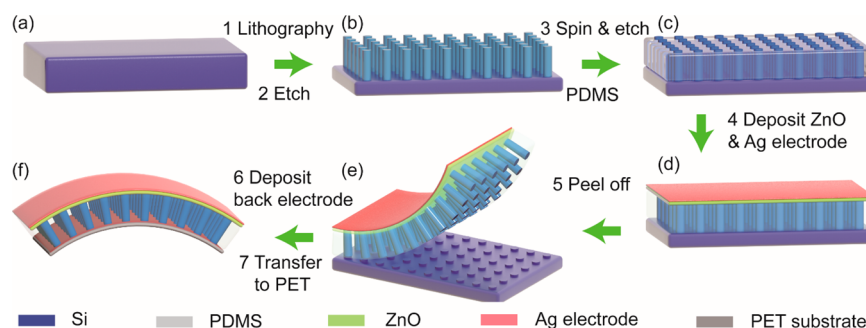 (a)
1 Lithography
2 Etch
(b)
3 Spin & etch
PDMS
(c)
4 Deposit ZnO
& Ag electrode
(d)
5 Peel off
(e)
6 Deposit
back electrode
7 Transfer
to PET
(f)
Si
PDMS
ZnO
Ag electrode
PET substrate